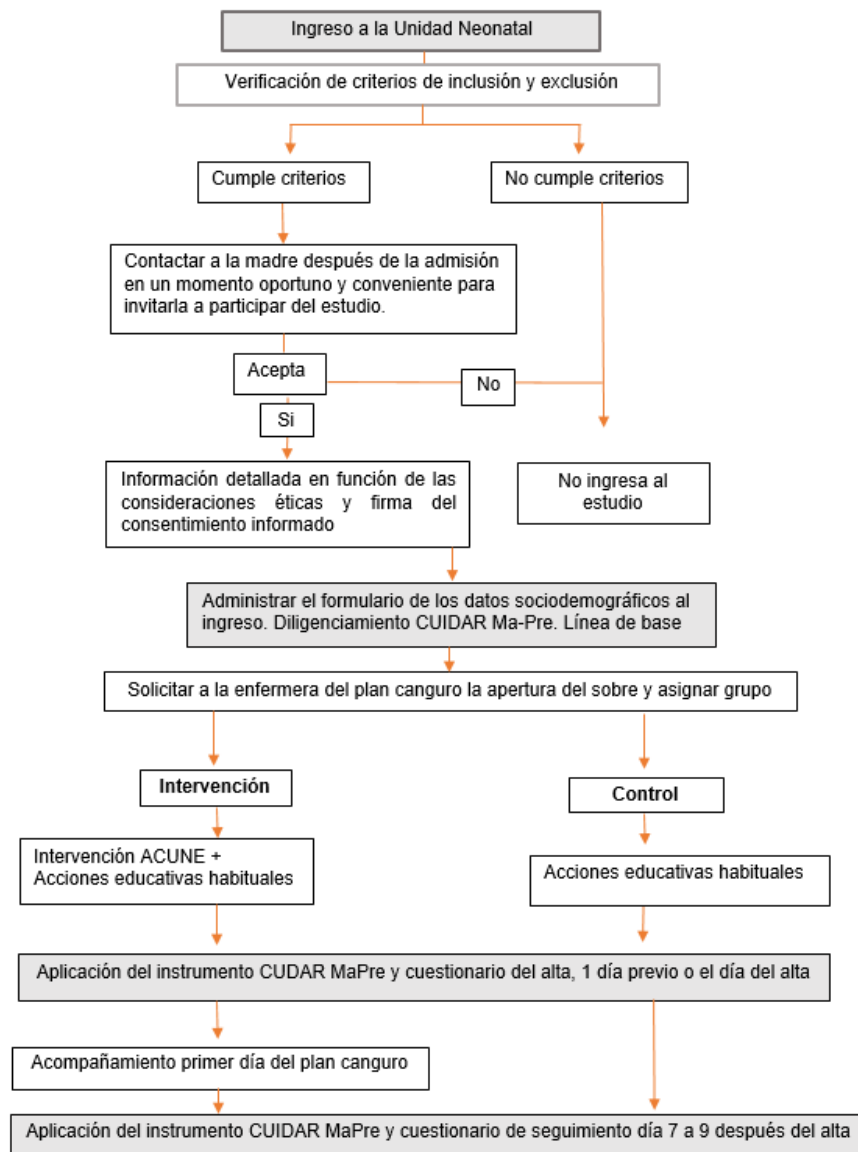 Ingreso a la Unidad Neonatal
Verificación de criterios de inclusión y exclusión
Cumple criterios
No cumple criterios
Contactar a la madre después de la admisión
en un momento oportuno y conveniente para
invitarla a participar del estudio.
Acepta
No
Si
Información detallada en función de las
consideraciones éticas y firma del
consentimiento informado
No ingresa al
estudio
Administrar el formulario de los datos sociodemográficos al
ingreso. Diligenciamiento CUIDAR Ma-Pre. Línea de base
Solicitar a la enfermera del plan canguro la apertura del sobre y asignar grupo
Intervención
Control
Intervención ACUNE +
Acciones educativas habituales
Acciones educativas habituales
Aplicación del instrumento CUDAR MaPre y cuestionario del alta, 1 día previo o el día del alta
Acompañamiento primer día del plan canguro
Aplicación del instrumento CUIDAR MaPre y cuestionario de seguimiento día 7 a 9 después del alta